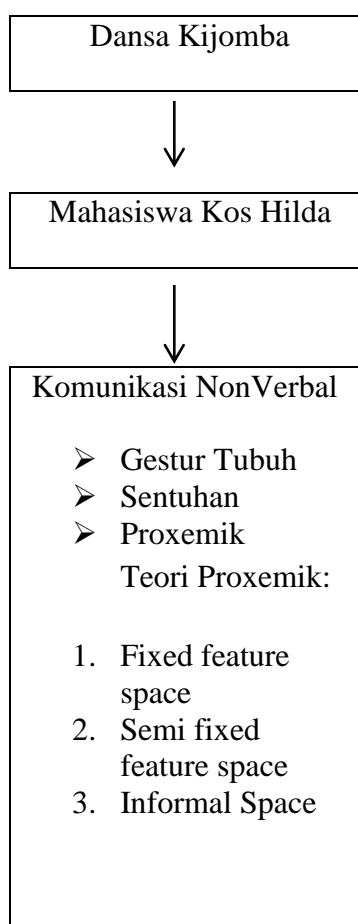 Dansa Kijomba
Mahasiswa Kos Hilda
Komunikasi NonVerbal
➢ Gestur Tubuh
➢ Sentuhan
➢ Proxemik
Teori Proxemik:
1. Fixed feature
space
2. Semi fixed
feature space
3. Informal Space